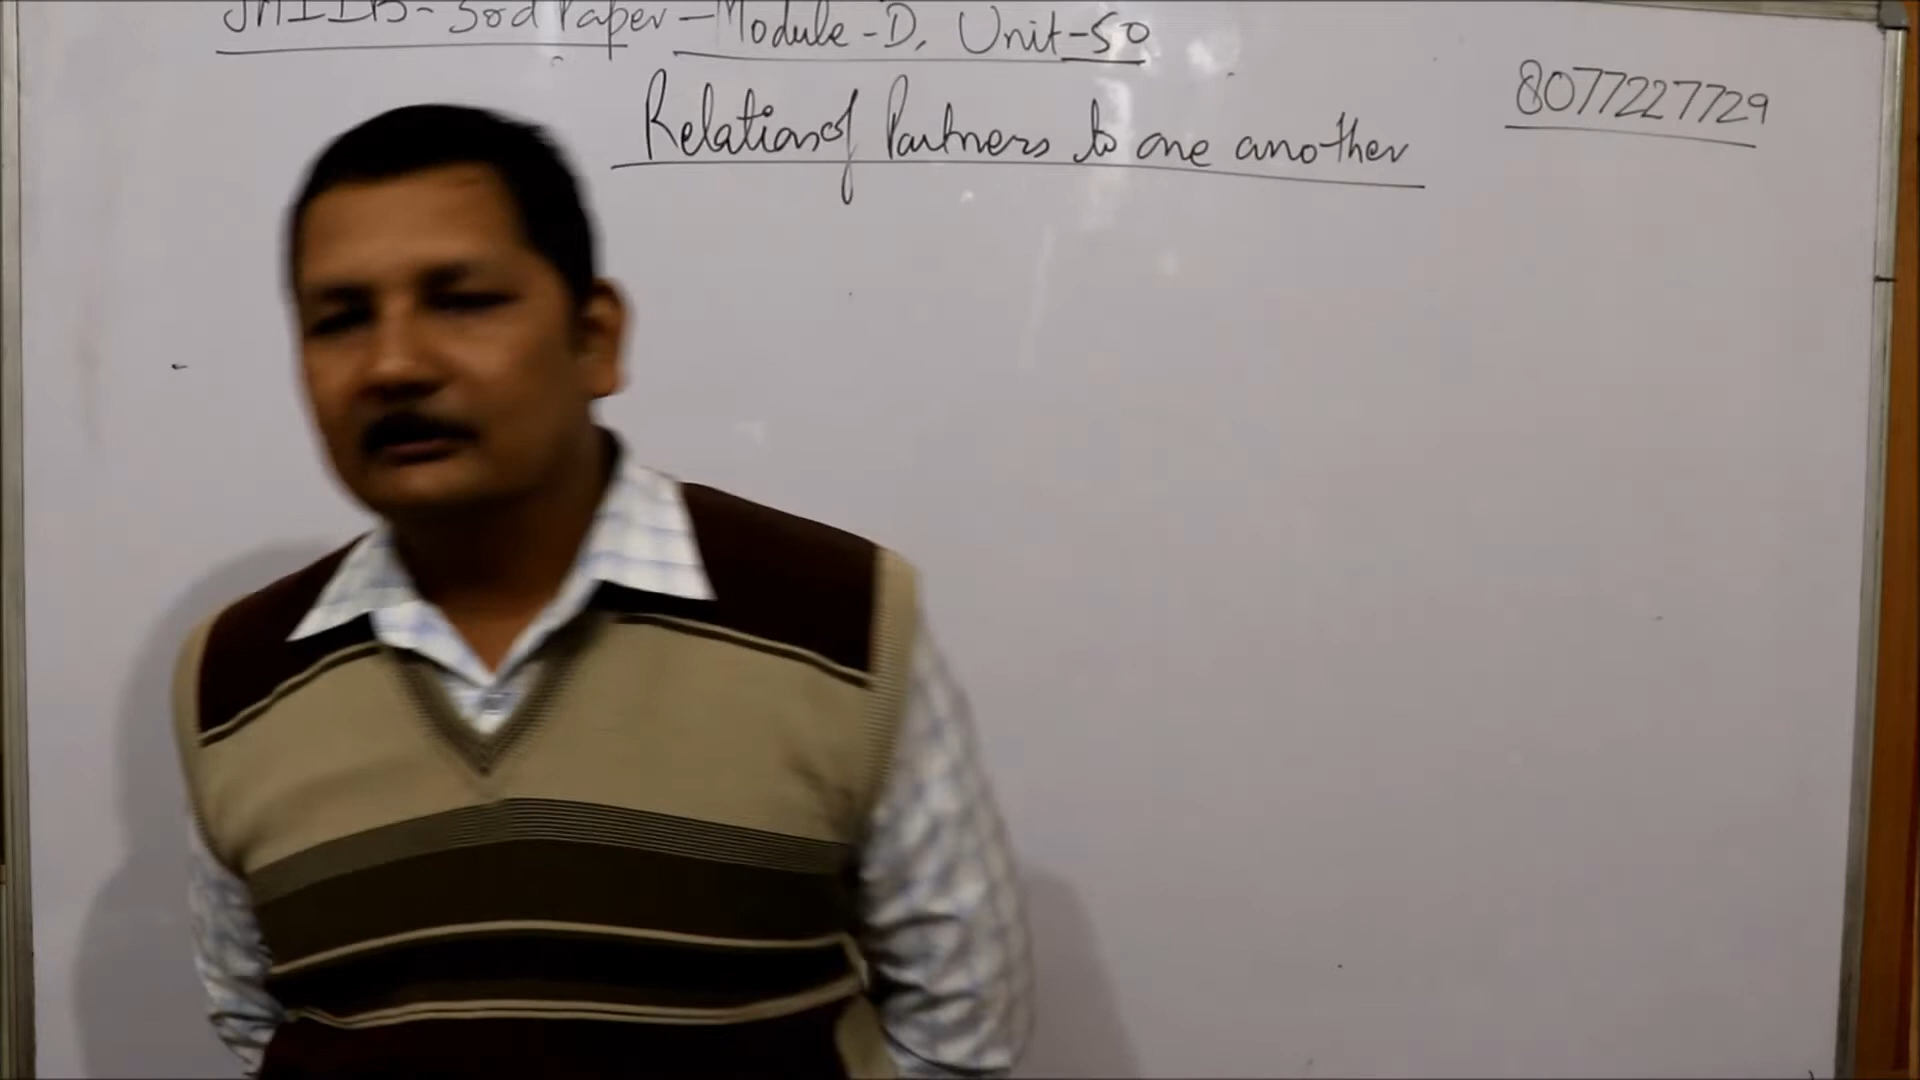 JAIIB-3rd Paper-Module-D, Unit-50
Relation of Partners to one another
8077227729